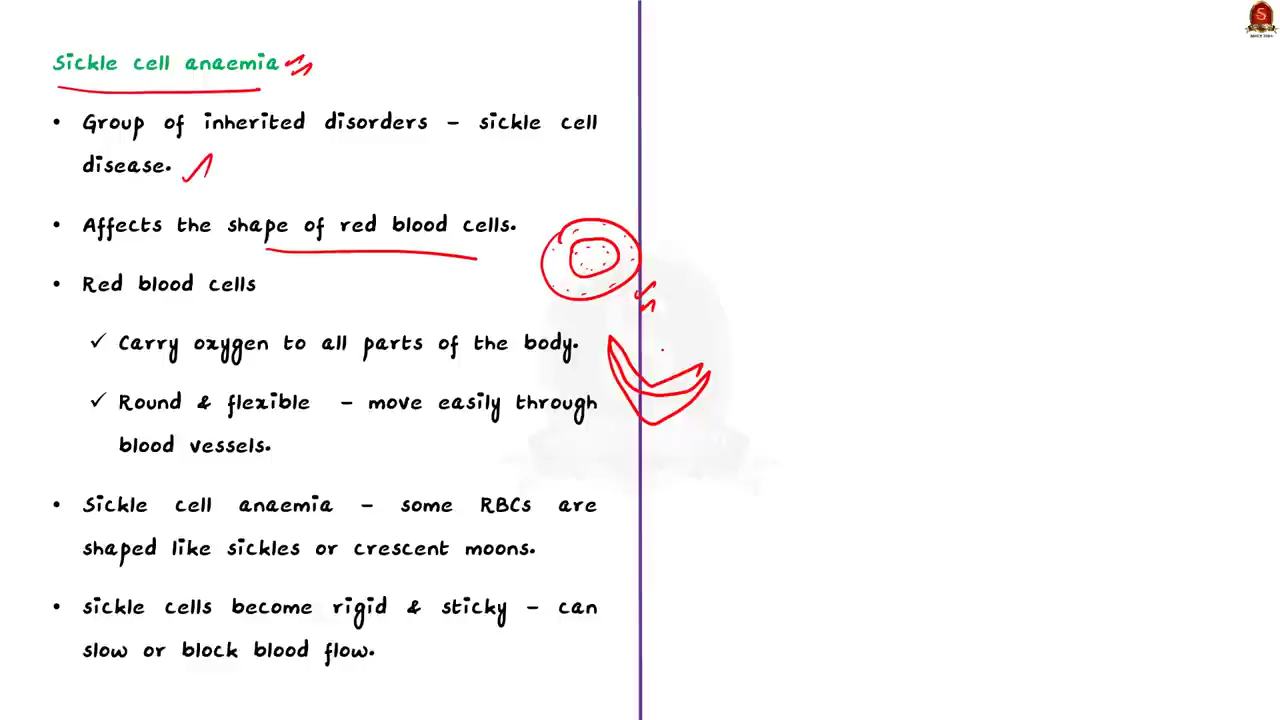 Sickle cell anaemia
• Group of inherited disorders – sickle cell
disease.
• Affects the shape of red blood cells.
• Red blood cells
✓ Carry oxygen to all parts of the body.
✓ Round & flexible – move easily through
blood vessels.
• Sickle cell anaemia – some RBCs are
shaped like sickles or crescent moons.
• sickle cells become rigid & sticky – can
slow or block blood flow.